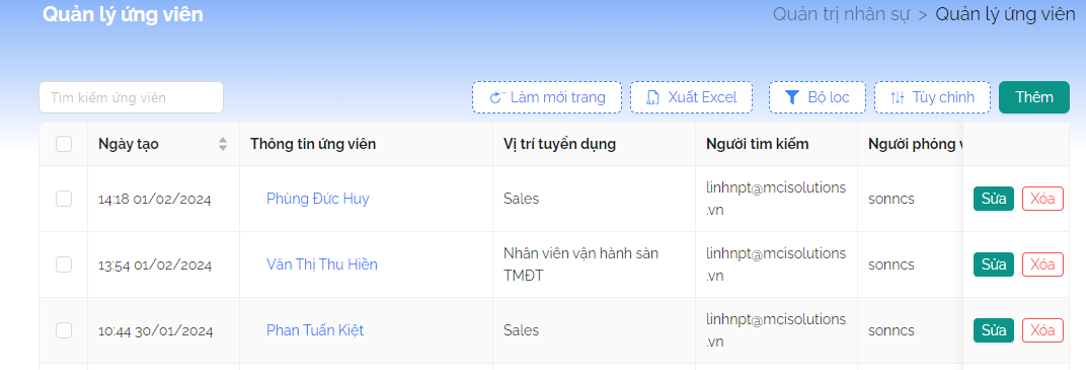 Quản lý ứng viên
Quản trị nhân sự > Quản lý ứng viên
Tìm kiếm ứng viên
Làm mới trang
Xuất Excel
Bộ lọc
Tùy chỉnh
Thêm
Ngày tạo
Thông tin ứng viên
Vị trí tuyển dụng
Người tìm kiếm
Người phỏng v
14:18 01/02/2024
Phùng Đức Huy
Sales
linhnpt@mcisolutions
.vn
sonncs
Sửa
Xóa
13:54 01/02/2024
Văn Thị Thu Hiền
Nhân viên vận hành sàn
TMĐT
linhnpt@mcisolutions
.vn
sonncs
Sửa
Xóa
10:44 30/01/2024
Phan Tuấn Kiệt
Sales
linhnpt@mcisolutions
.vn
sonncs
Sửa
Xóa